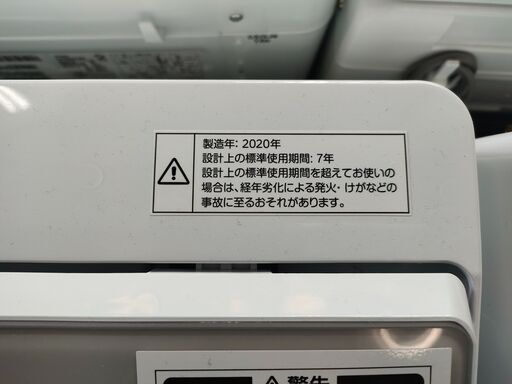 製造年: 2020年
設計上の標準使用期間: 7年
設計上の標準使用期間を超えてお使いの
場合は、経年劣化による発火・けがなどの
事故に至るおそれがあります。
警告